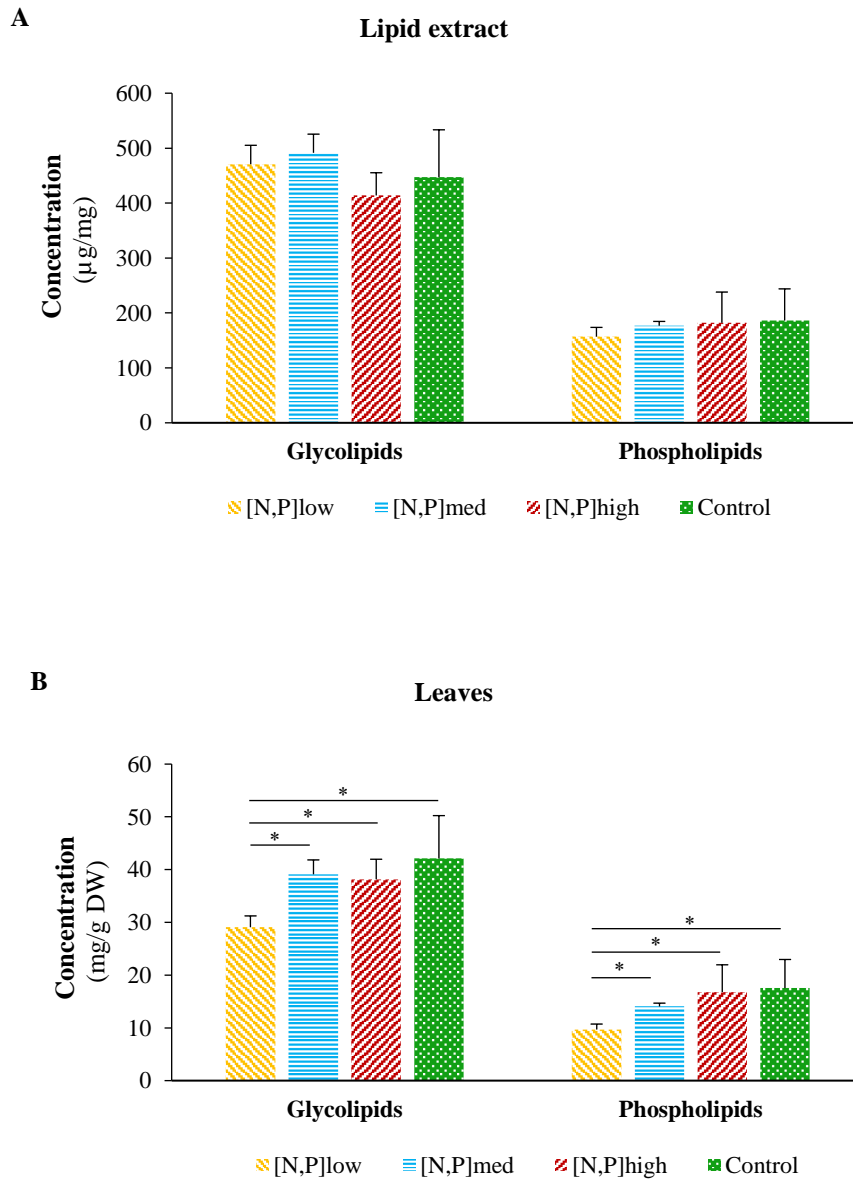 A
Lipid extract
Concentration
(µg/mg)
600
500
400
300
200
100
0
Glycolipids Phospholipids
[N,P]low [N,P]med [N,P]high Control
B
Leaves
Concentration
(mg/g DW)
60
50
40
30
20
10
0
*
*
*
*
*
*
Glycolipids Phospholipids
[N,P]low [N,P]med [N,P]high Control